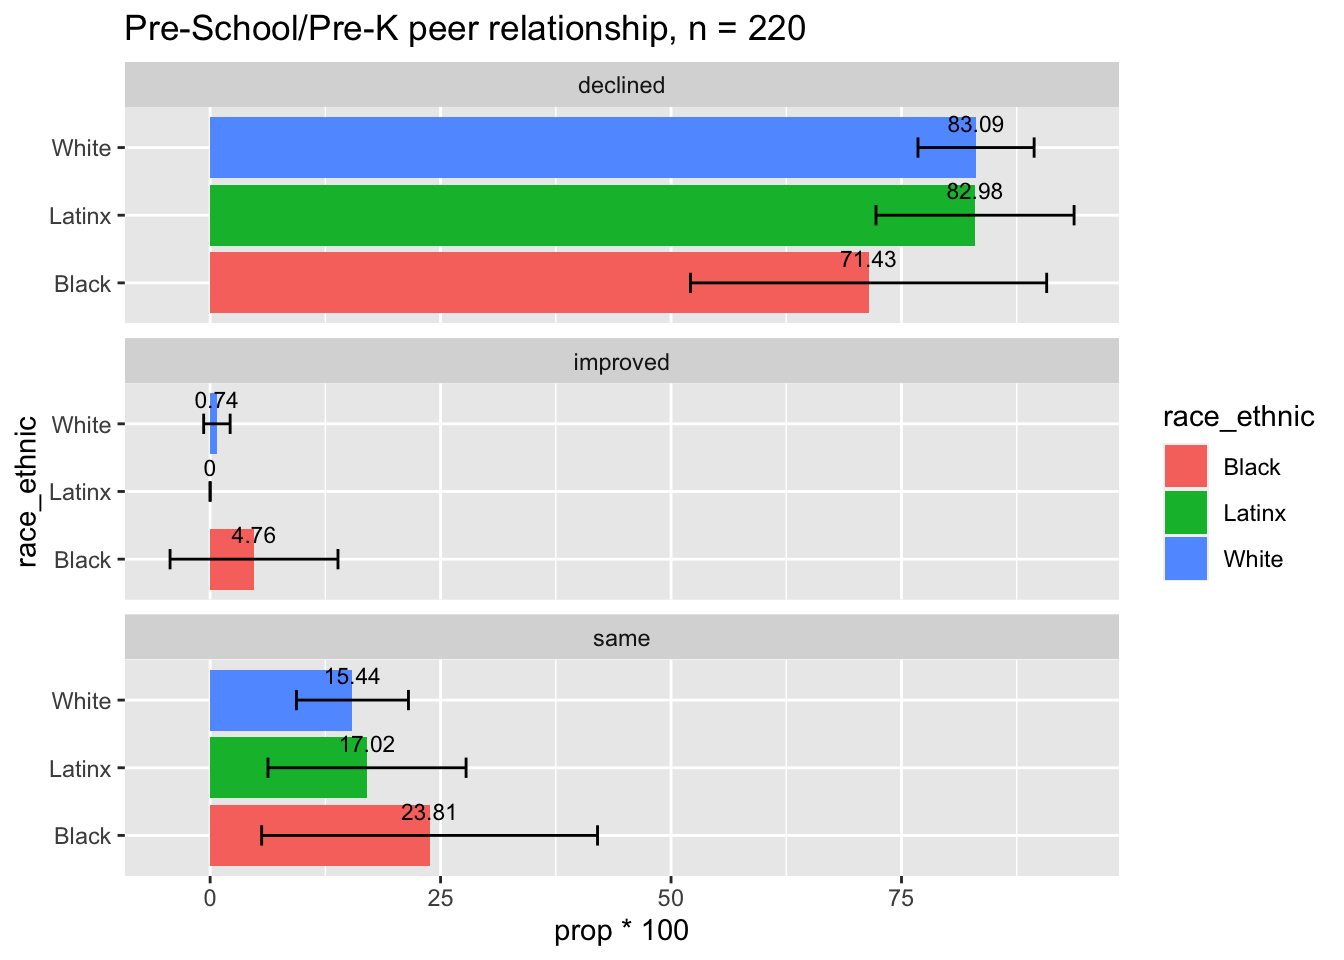 Pre-School/Pre-K peer relationship, n = 220
declined
White
83.09
Latinx
82.98
Black
71.43
improved
White
0.74
Latinx
0
Black
4.76
same
White
15.44
Latinx
17.02
Black
23.81
0 25 50 75
prop * 100
race_ethnic
race_ethnic
Black
Latinx
White